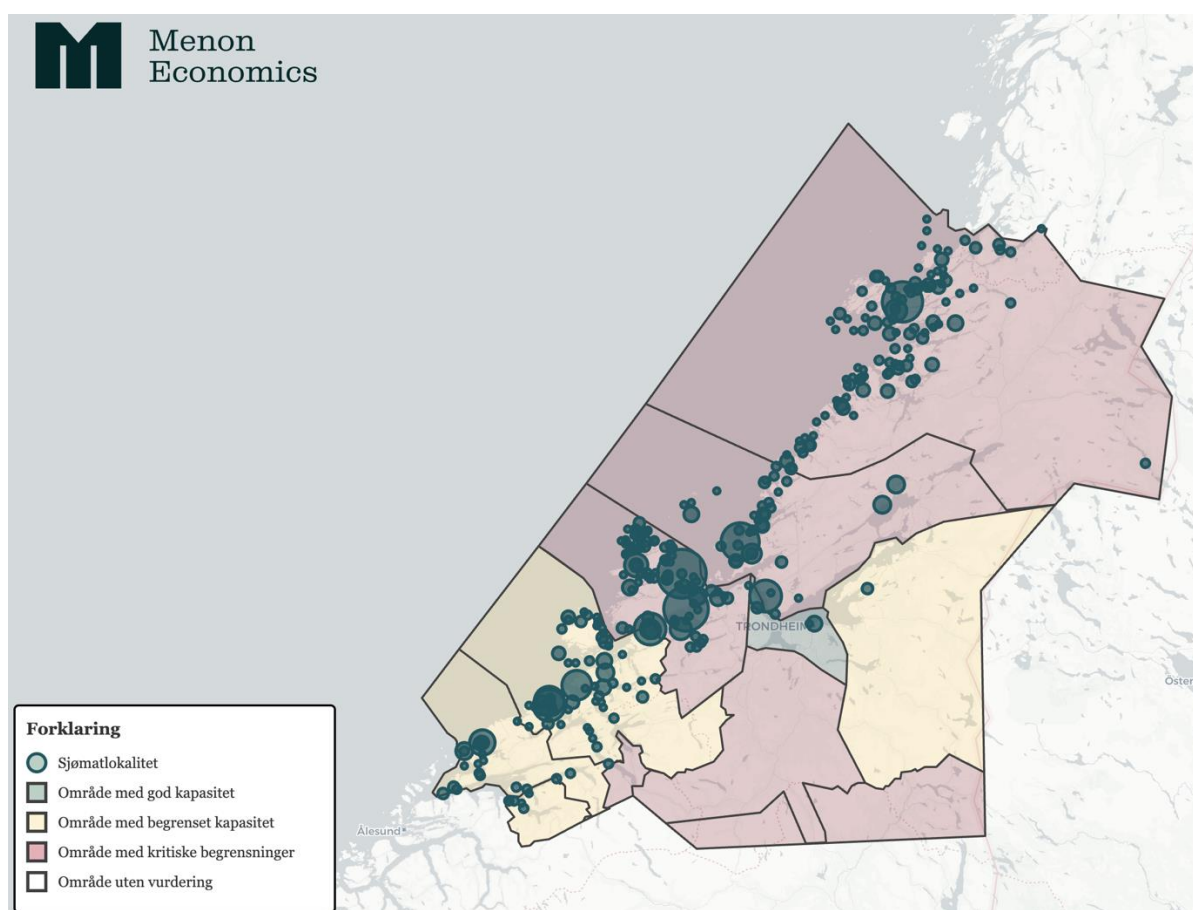 Menon
Economics
TRONDHEIM
Öster
Ålesund
Forklaring
Sjømatlokalitet
Område med god kapasitet
Område med begrenset kapasitet
Område med kritiske begrensninger
Område uten vurdering